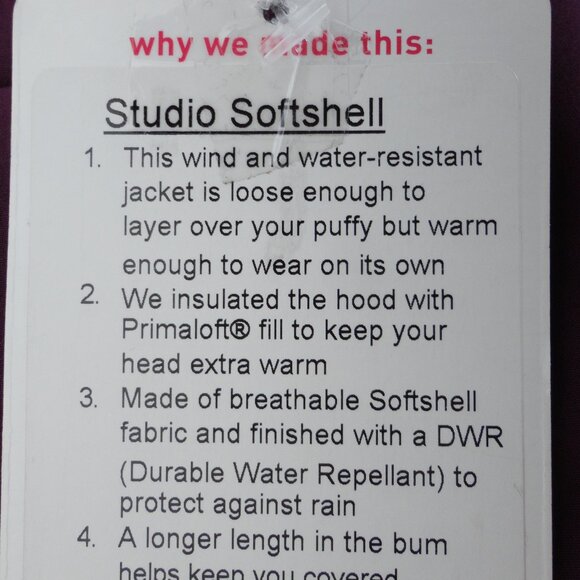 why we made this:
Studio Softshell
1. This wind and water-resistant
jacket is loose enough to
layer over your puffy but warm
enough to wear on its own
2. We insulated the hood with
Primaloft® fill to keep your
head extra warm
3. Made of breathable Softshell
fabric and finished with a DWR
(Durable Water Repellant) to
protect against rain
4. A longer length in the bum
helps keep you covered